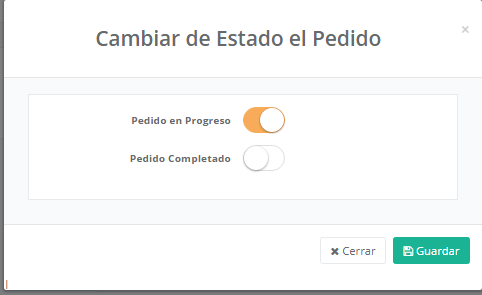 Cambiar de Estado el Pedido
×
Pedido en Progreso
Pedido Completado
Cerrar
Guardar